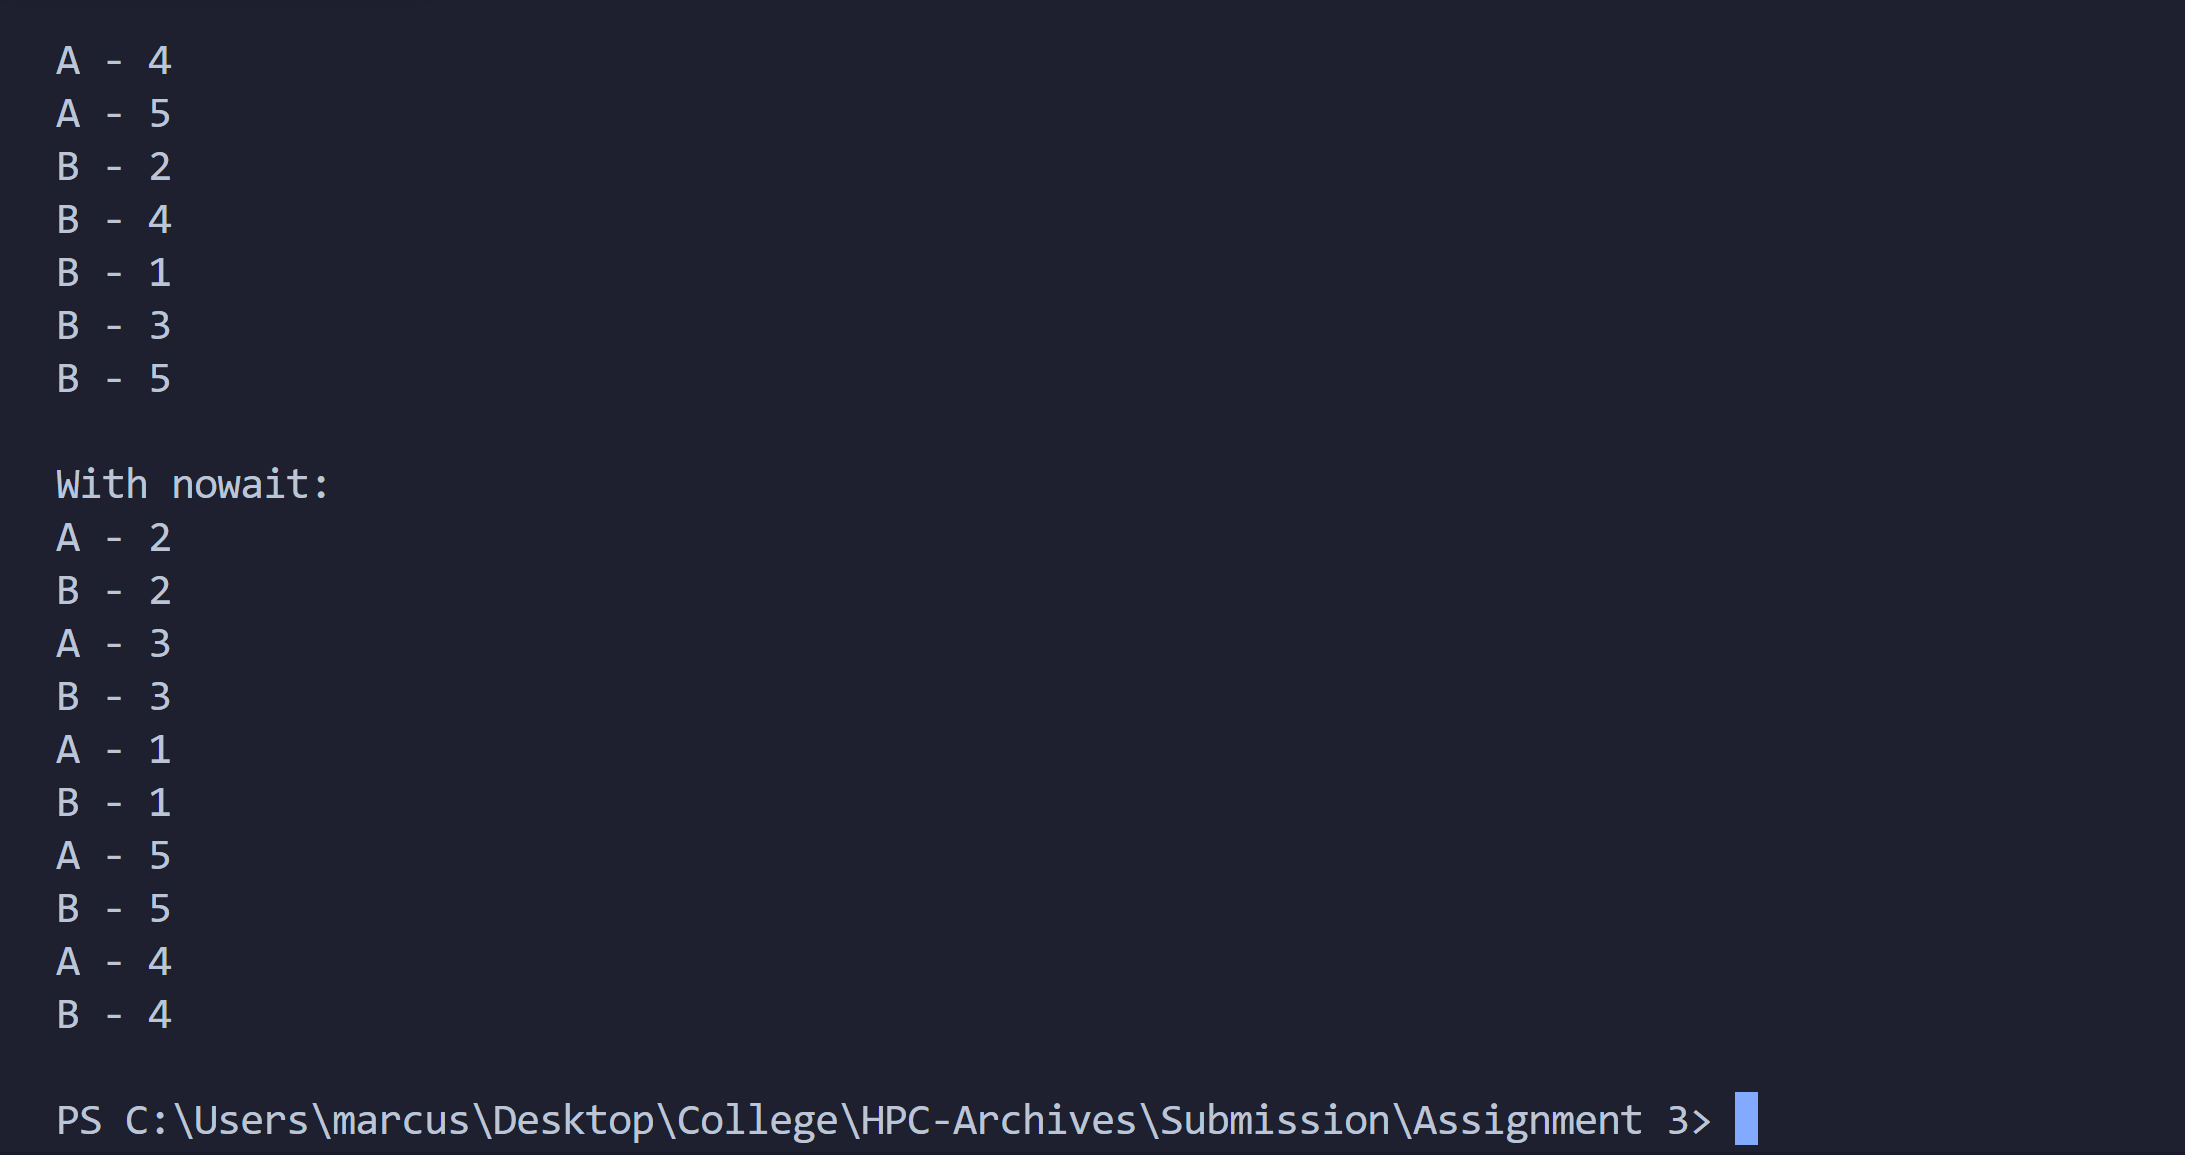 A - 4
A - 5
B - 2
B - 4
B - 1
B - 3
B - 5
With nowait:
A - 2
B - 2
A - 3
B - 3
A - 1
B - 1
A - 5
B - 5
A - 4
B - 4
PS C:\Users\marcus\Desktop\College\HPC-Archives\Submission\Assignment 3>